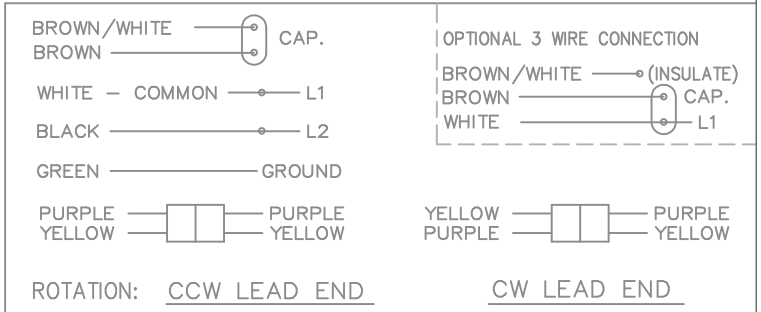 BROWN/WHITE
BROWN
CAP.
WHITE - COMMON
L1
BLACK
L2
GREEN
GROUND
OPTIONAL 3 WIRE CONNECTION
BROWN/WHITE
(INSULATE)
BROWN
CAP.
WHITE
L1
PURPLE
PURPLE
YELLOW
YELLOW
YELLOW
PURPLE
PURPLE
YELLOW
ROTATION: CCW LEAD END
CW LEAD END